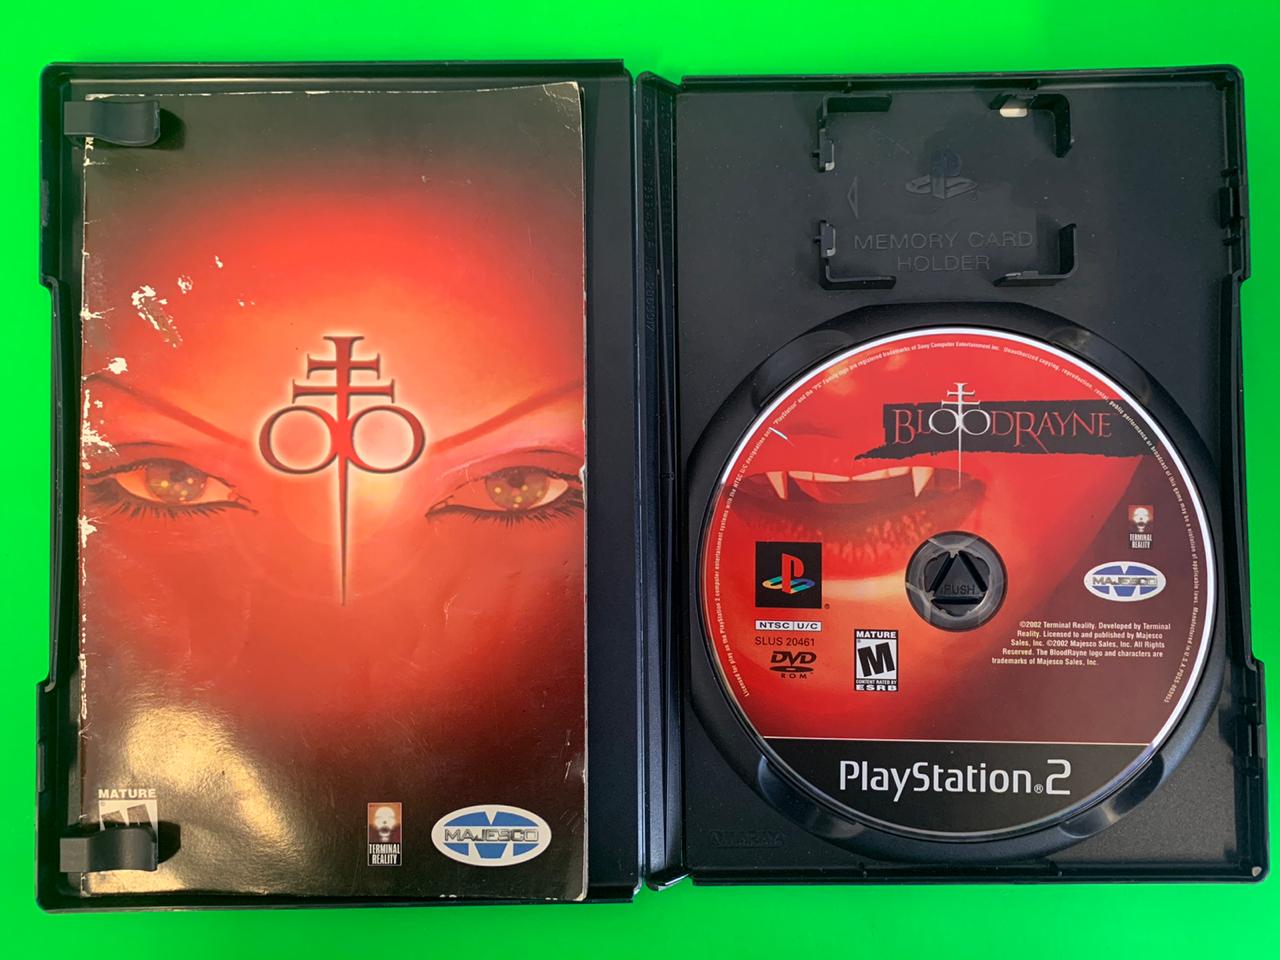 MATURE
M
TERMINAL
REALITY
MAJESCO
MEMORY CARD
HOLDER
BLOODRAYNE
TERMINAL
REALITY
MAJESCO
PUSH
NTSC U/C
SLUS 20461
DVD
ROM
MATURE
M
CONTENT RATED BY
ESRB
©2002 Terminal Reality. Developed by Terminal
Reality. Licensed to and published by Majesco
Sales, Inc. ©2002 Majesco Sales, Inc. All Rights
Reserved. The BloodRayne logo and characters are
trademarks of Majesco Sales, Inc.
PlayStation®2